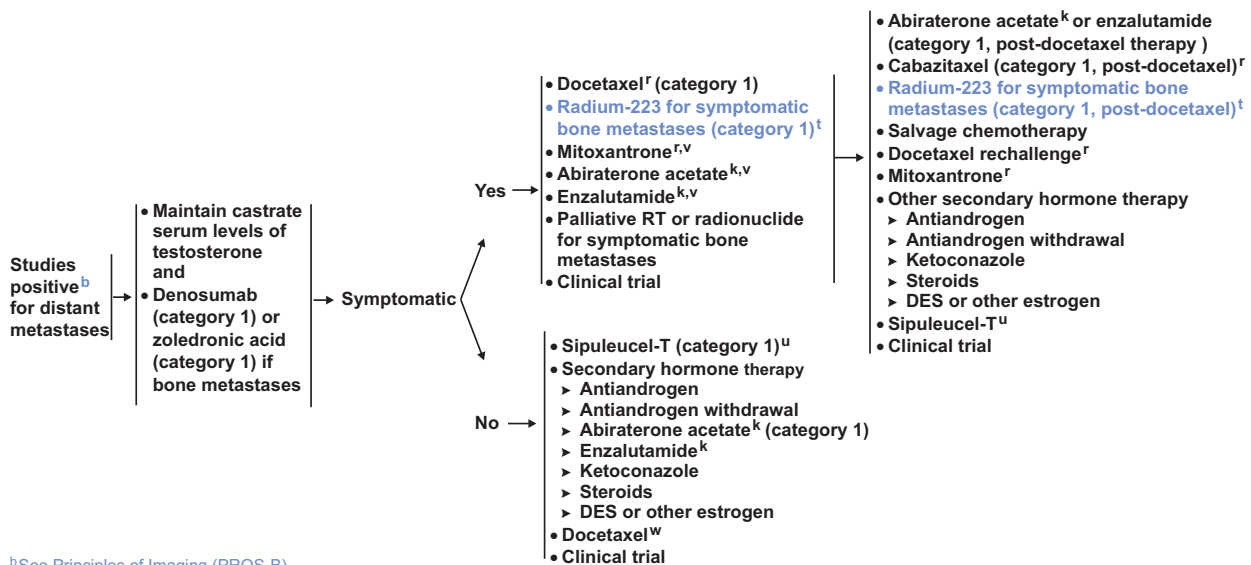 Studies
positive b
for distant
metastases
• Maintain castrate
serum levels of
testosterone
and
• Denosumab
(category 1) or
zoledronic acid
(category 1) if
bone metastases
Symptomatic
Yes
• Docetaxel r (category 1)
• Radium-223 for symptomatic
bone metastases (category 1) t
• Mitoxantrone r,v
• Abiraterone acetate k,v
• Enzalutamide k,v
• Palliative RT or radionuclide
for symptomatic bone
metastases
• Clinical trial
• Abiraterone acetate k or enzalutamide
(category 1, post-docetaxel therapy )
• Cabazitaxel (category 1, post-docetaxel) r
• Radium-223 for symptomatic bone
metastases (category 1, post-docetaxel) t
• Salvage chemotherapy
• Docetaxel rechallenge r
• Mitoxantrone r
• Other secondary hormone therapy
➤ Antiandrogen
➤ Antiandrogen withdrawal
➤ Ketoconazole
➤ Steroids
➤ DES or other estrogen
• Sipuleucel-T u
• Clinical trial
No
• Sipuleucel-T (category 1) u
• Secondary hormone therapy
➤ Antiandrogen
➤ Antiandrogen withdrawal
➤ Abiraterone acetate k (category 1)
➤ Enzalutamide k
➤ Ketoconazole
➤ Steroids
➤ DES or other estrogen
• Docetaxel w
• Clinical trial
b See Principles of Imaging (PROS-B)